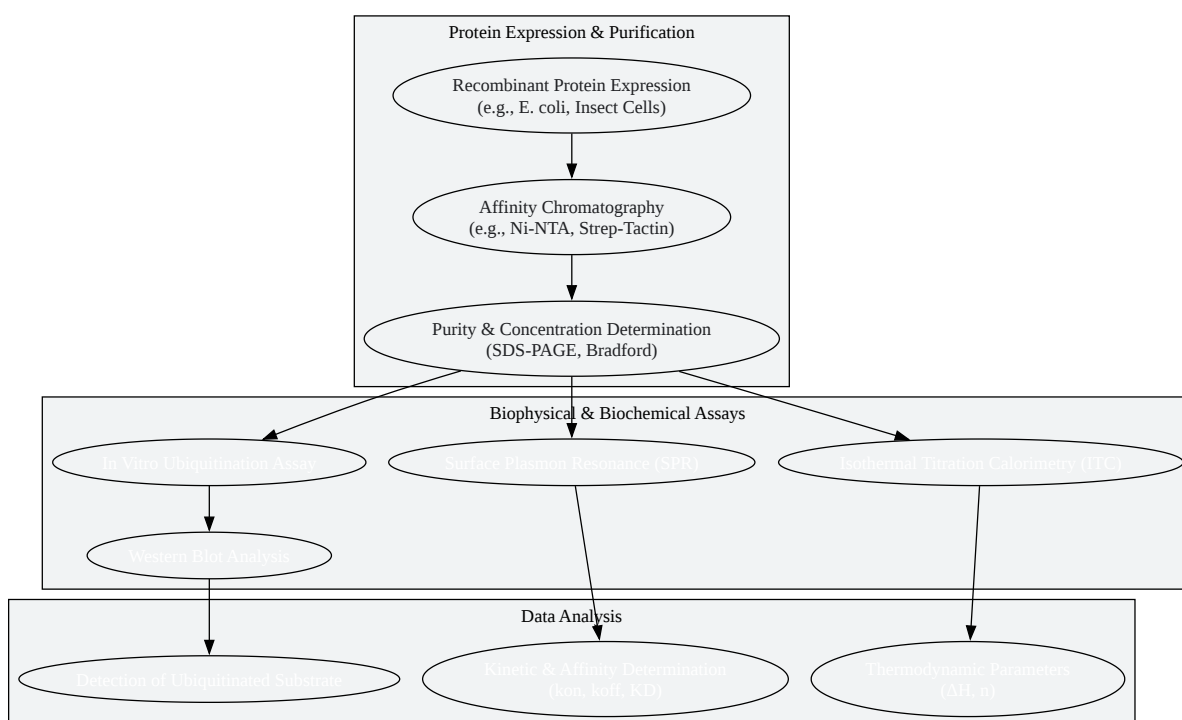 Protein Expression & Purification
Recombinant Protein Expression
(e.g., E. coli, Insect Cells)
Affinity Chromatography
(e.g., Ni-NTA, Strep-Tactin)
Purity & Concentration Determination
(SDS-PAGE, Bradford)
Biophysical & Biochemical Assays
In Vitro Ubiquitination Assay
Surface Plasmon Resonance (SPR)
Isothermal Titration Calorimetry (ITC)
Western Blot Analysis
Data Analysis
Detection of Ubiquitinated Substrate
Kinetic & Affinity Determination
(kon, koff, KD)
Thermodynamic Parameters
(ΔH, n)